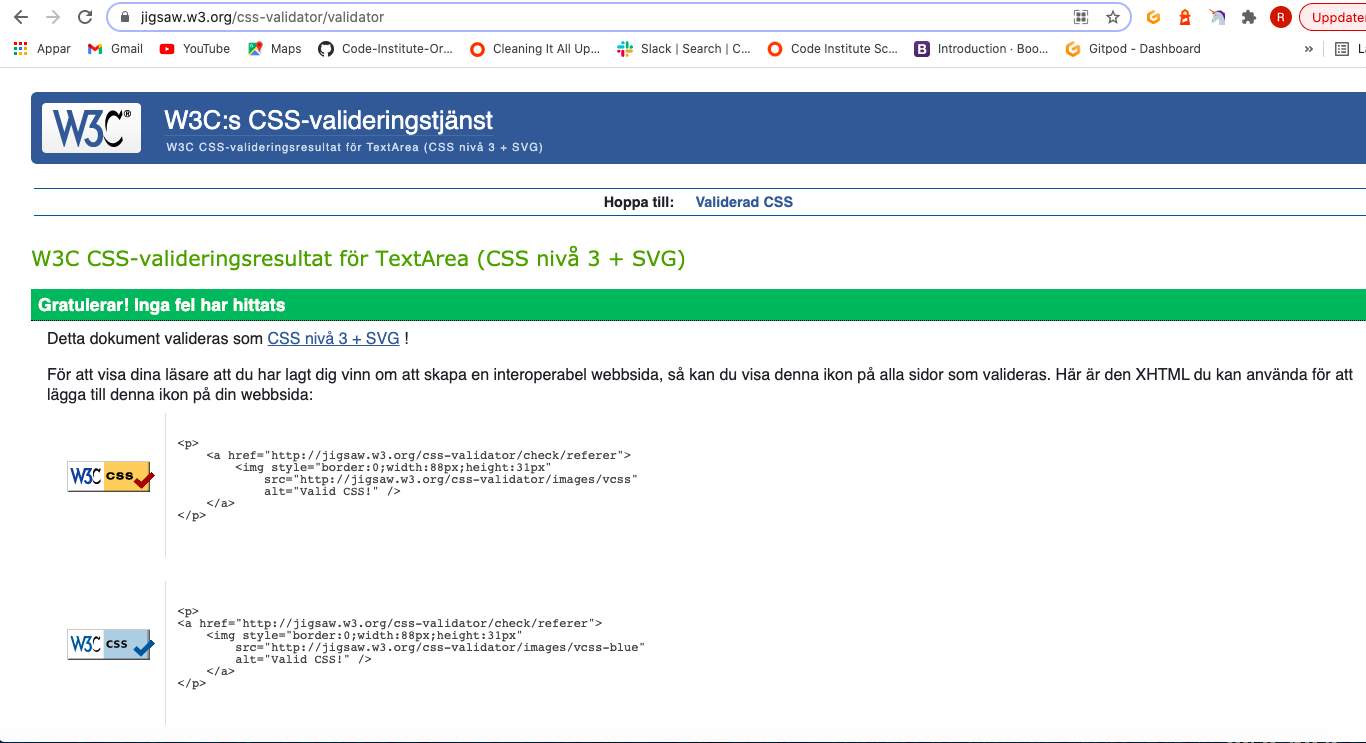 jigsaw.w3.org/css-validator/validator
R
Uppdater
Appar
Gmail
YouTube
Maps
Code-Institute-Or...
Cleaning It All Up...
Slack | Search | C...
Code Institute Sc...
B
Introduction · Boo...
Gitpod - Dashboard
»
W3C®
W3C:s CSS-valideringstjänst
W3C CSS-valideringsresultat för TextArea (CSS nivå 3 + SVG)
Hoppa till: Validerad CSS
W3C CSS-valideringsresultat för TextArea (CSS nivå 3 + SVG)
Gratulerar! Inga fel har hittats
Detta dokument valideras som CSS nivå 3 + SVG !
För att visa dina läsare att du har lagt dig vinn om att skapa en interoperabel webbsida, så kan du visa denna ikon på alla sidor som valideras. Här är den XHTML du kan använda för att
lägga till denna ikon på din webbsida:
W3C css
<p>
<a href="http://jigsaw.w3.org/css-validator/check/referer">
<img style="border:0;width:88px;height:31px"
src="http://jigsaw.w3.org/css-validator/images/vcss"
alt="Valid CSS!" />
</a>
</p>
W3C css
<p>
<a href="http://jigsaw.w3.org/css-validator/check/referer">
<img style="border:0;width:88px;height:31px"
src="http://jigsaw.w3.org/css-validator/images/vcss-blue"
alt="Valid CSS!" />
</a>
</p>